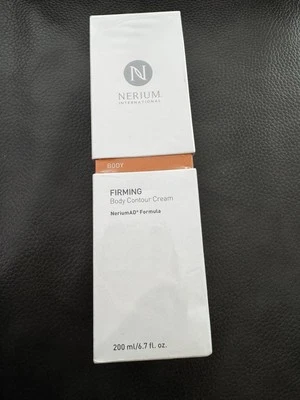 N
NERIUM
INTERNATIONAL
BODY
FIRMING
Body Contour Cream
NeriumAD® Formula
200 ml/6.7 fl. oz.